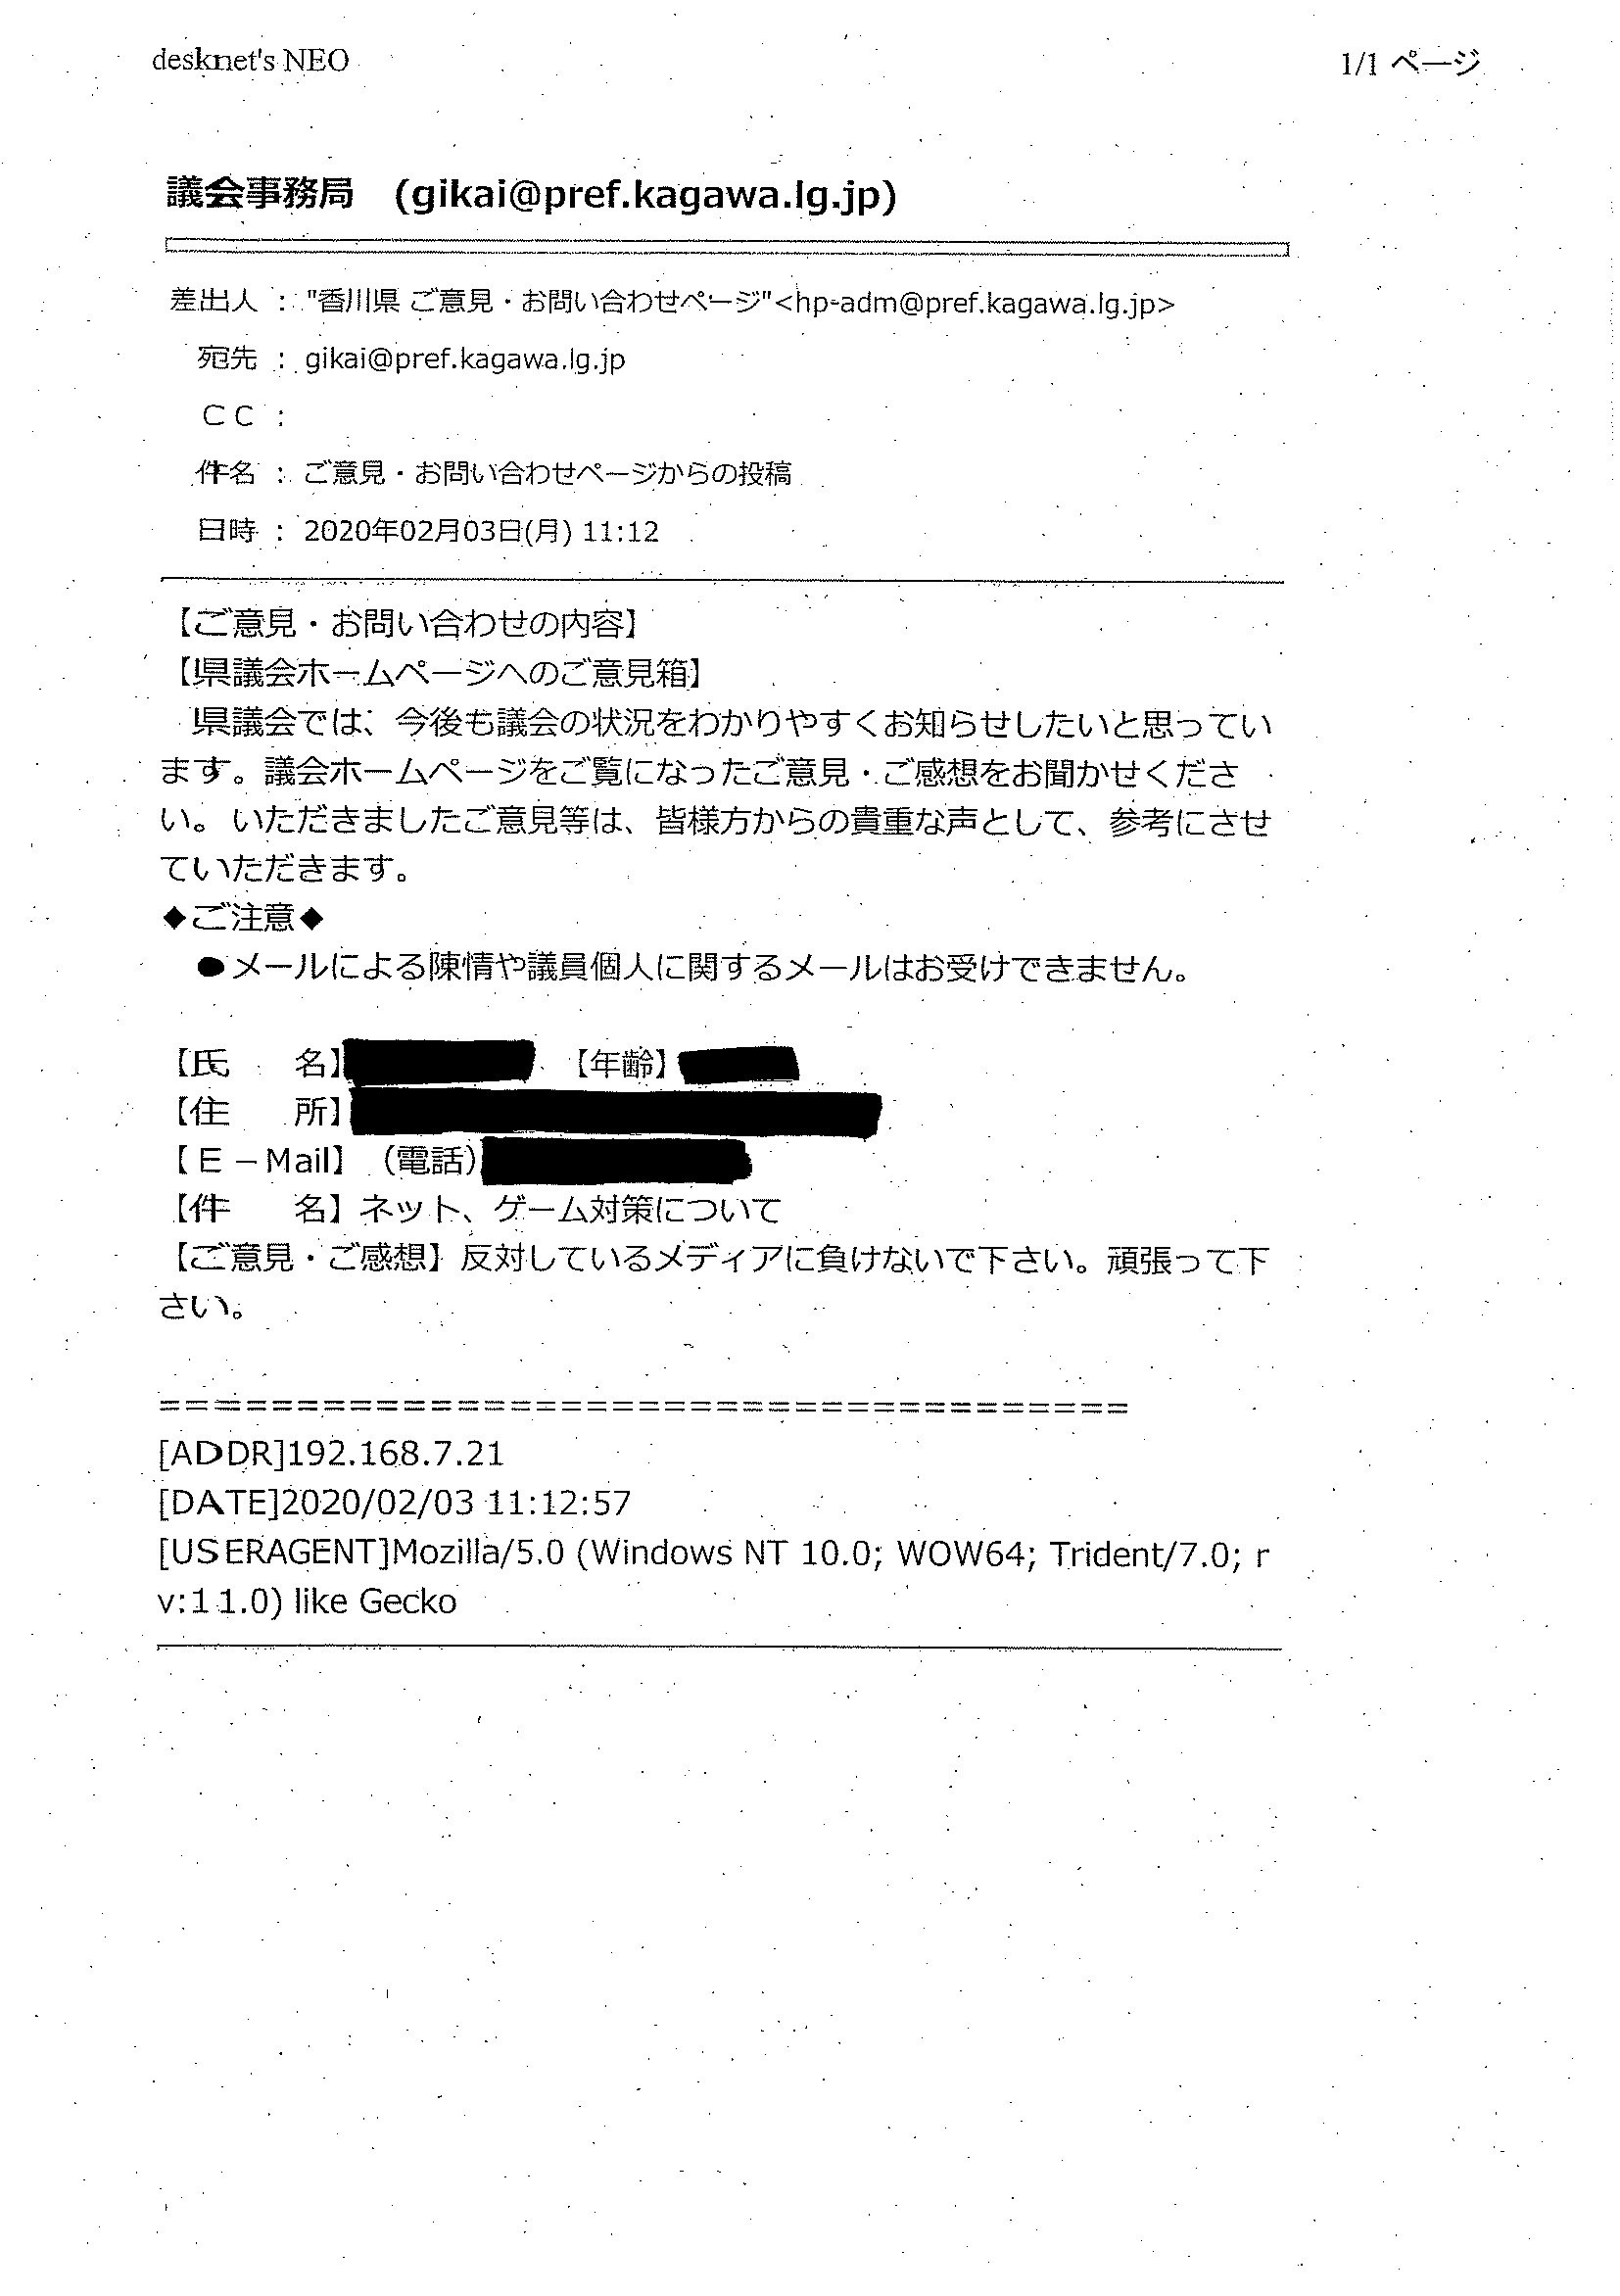 desknet's NEO
1/1 ページ
議会事務局　(gikai@pref.kagawa.lg.jp)
差出人 : "香川県 ご意見・お問い合わせページ"<hp-adm@pref.kagawa.lg.jp>
宛先 : gikai@pref.kagawa.lg.jp
ＣＣ :
件名 : ご意見・お問い合わせページからの投稿
日時 : 2020年02月03日(月) 11:12
【ご意見・お問い合わせの内容】
【県議会ホームページへのご意見箱】
　県議会では、今後も議会の状況をわかりやすくお知らせしたいと思ってい
ます。議会ホームページをご覧になったご意見・ご感想をお聞かせくださ
い。いただきましたご意見等は、皆様方からの貴重な声として、参考にさせ
ていただきます。
◆ご注意◆
　●メールによる陳情や議員個人に関するメールはお受けできません。
【氏　　名】　【年齢】
【住　　所】
【Ｅ－Mail】（電話）
【件　　名】ネット、ゲーム対策について
【ご意見・ご感想】反対しているメディアに負けないで下さい。頑張って下
さい。
=====================================
[ADDR]192.168.7.21
[DATE]2020/02/03 11:12:57
[USERAGENT]Mozilla/5.0 (Windows NT 10.0; WOW64; Trident/7.0; r
v:11.0) like Gecko